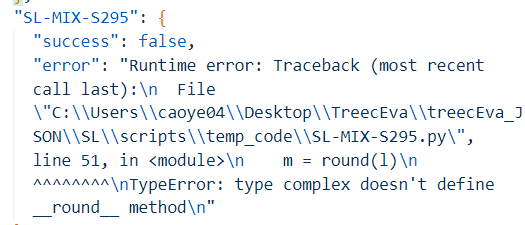 "SL-MIX-S295": {
"success": false,
"error": "Runtime error: Traceback (most recent
call last):\n  File
\"C:\\Users\\caoye04\\Desktop\\TreecEva\\treecEva_J
SON\\SL\\scripts\\temp_code\\SL-MIX-S295.py\",
line 51, in <module>\n    m = round(l)\n
^^^^^^^^\nTypeError: type complex doesn't define
__round__ method\n"